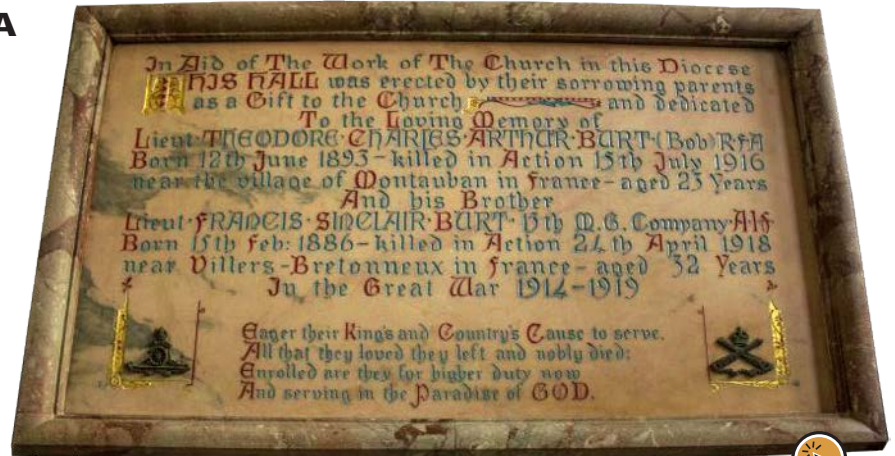 A
In Aid of The Work of The Church in this Diocese
THIS HALL was erected by their sorrowing parents
as a Gift to the Church and dedicated
To the Loving Memory of
Lieut·THEODORE·CHARLES·ARTHUR·BURT·(Bob)RFA
Born 12th June 1893–killed in Action 15th July 1916
near the village of Montauban in France–aged 23 Years
And his Brother
Lieut·FRANCIS·SINCLAIR·BURT· 15th M.G. Company·AIF·
Born 15th Feb: 1886–killed in Action 24th April 1918
near Villers–Bretonneux in France–aged 32 Years
In the Great War 1914–1919
Eager their King's and Country's Cause to serve.
All that they loved they left and nobly died:
Enrolled are they for higher duty now
And serving in the Paradise of GOD.